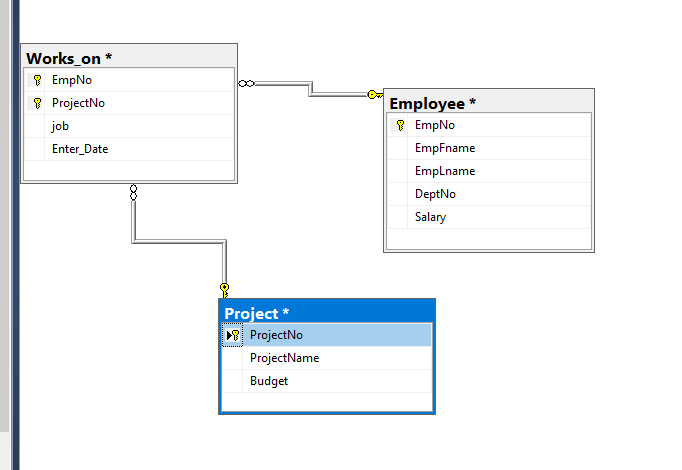 Works_on *
EmpNo
ProjectNo
job
Enter_Date
Employee *
EmpNo
EmpFname
EmpLname
DeptNo
Salary
Project *
ProjectNo
ProjectName
Budget